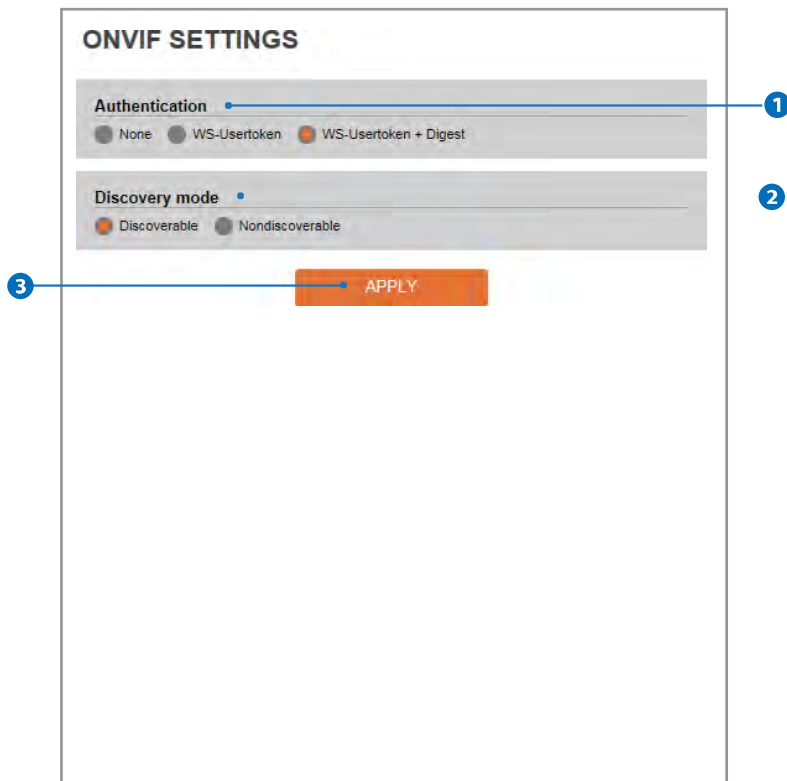 ONVIF SETTINGS
Authentication
1
None WS-Usertoken WS-Usertoken + Digest
Discovery mode
2
Discoverable Nondiscoverable
3
APPLY